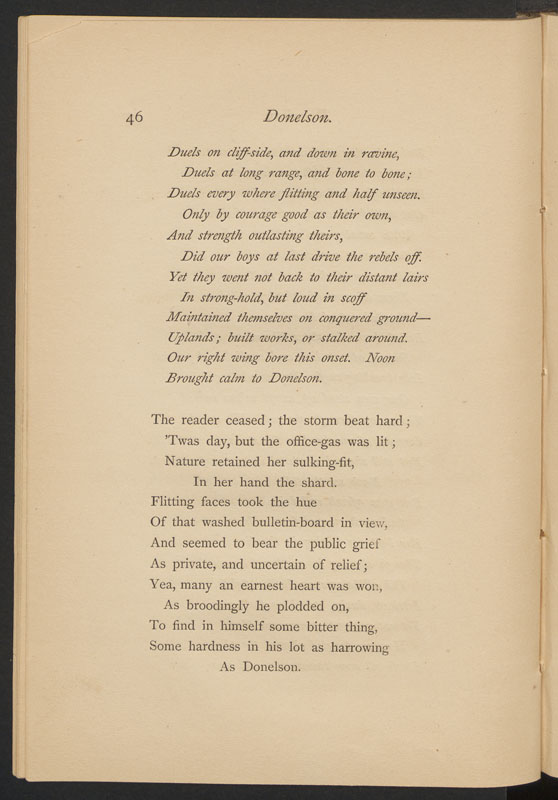 46 Donelson.
Duels on cliff-side, and down in ravine,
Duels at long range, and bone to bone;
Duels every where flitting and half unseen.
Only by courage good as their own,
And strength outlasting theirs,
Did our boys at last drive the rebels off.
Yet they went not back to their distant lairs
In strong-hold, but loud in scoff
Maintained themselves on conquered ground—
Uplands; built works, or stalked around.
Our right wing bore this onset. Noon
Brought calm to Donelson.
The reader ceased; the storm beat hard;
'Twas day, but the office-gas was lit;
Nature retained her sulking-fit,
In her hand the shard.
Flitting faces took the hue
Of that washed bulletin-board in view,
And seemed to bear the public grief
As private, and uncertain of relief;
Yea, many an earnest heart was won,
As broodingly he plodded on,
To find in himself some bitter thing,
Some hardness in his lot as harrowing
As Donelson.